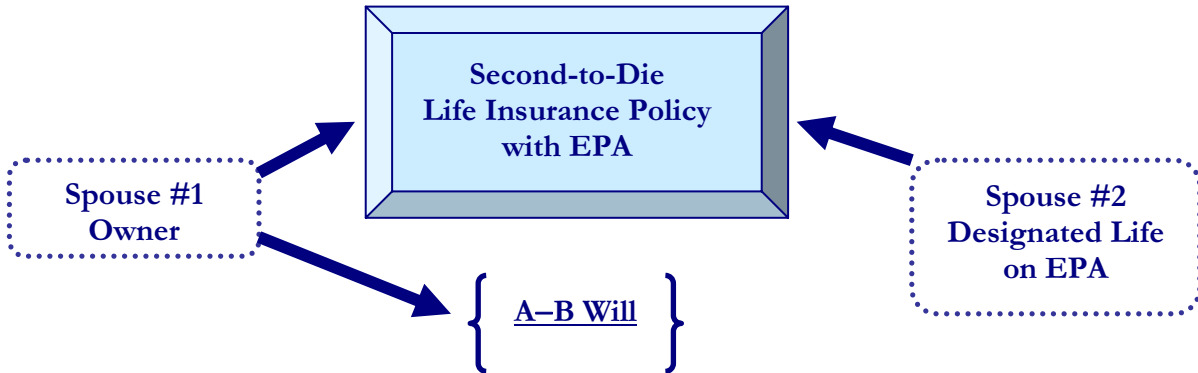 Second-to-Die
Life Insurance Policy
with EPA
Spouse #1
Owner
Spouse #2
Designated Life
on EPA
A–B Will